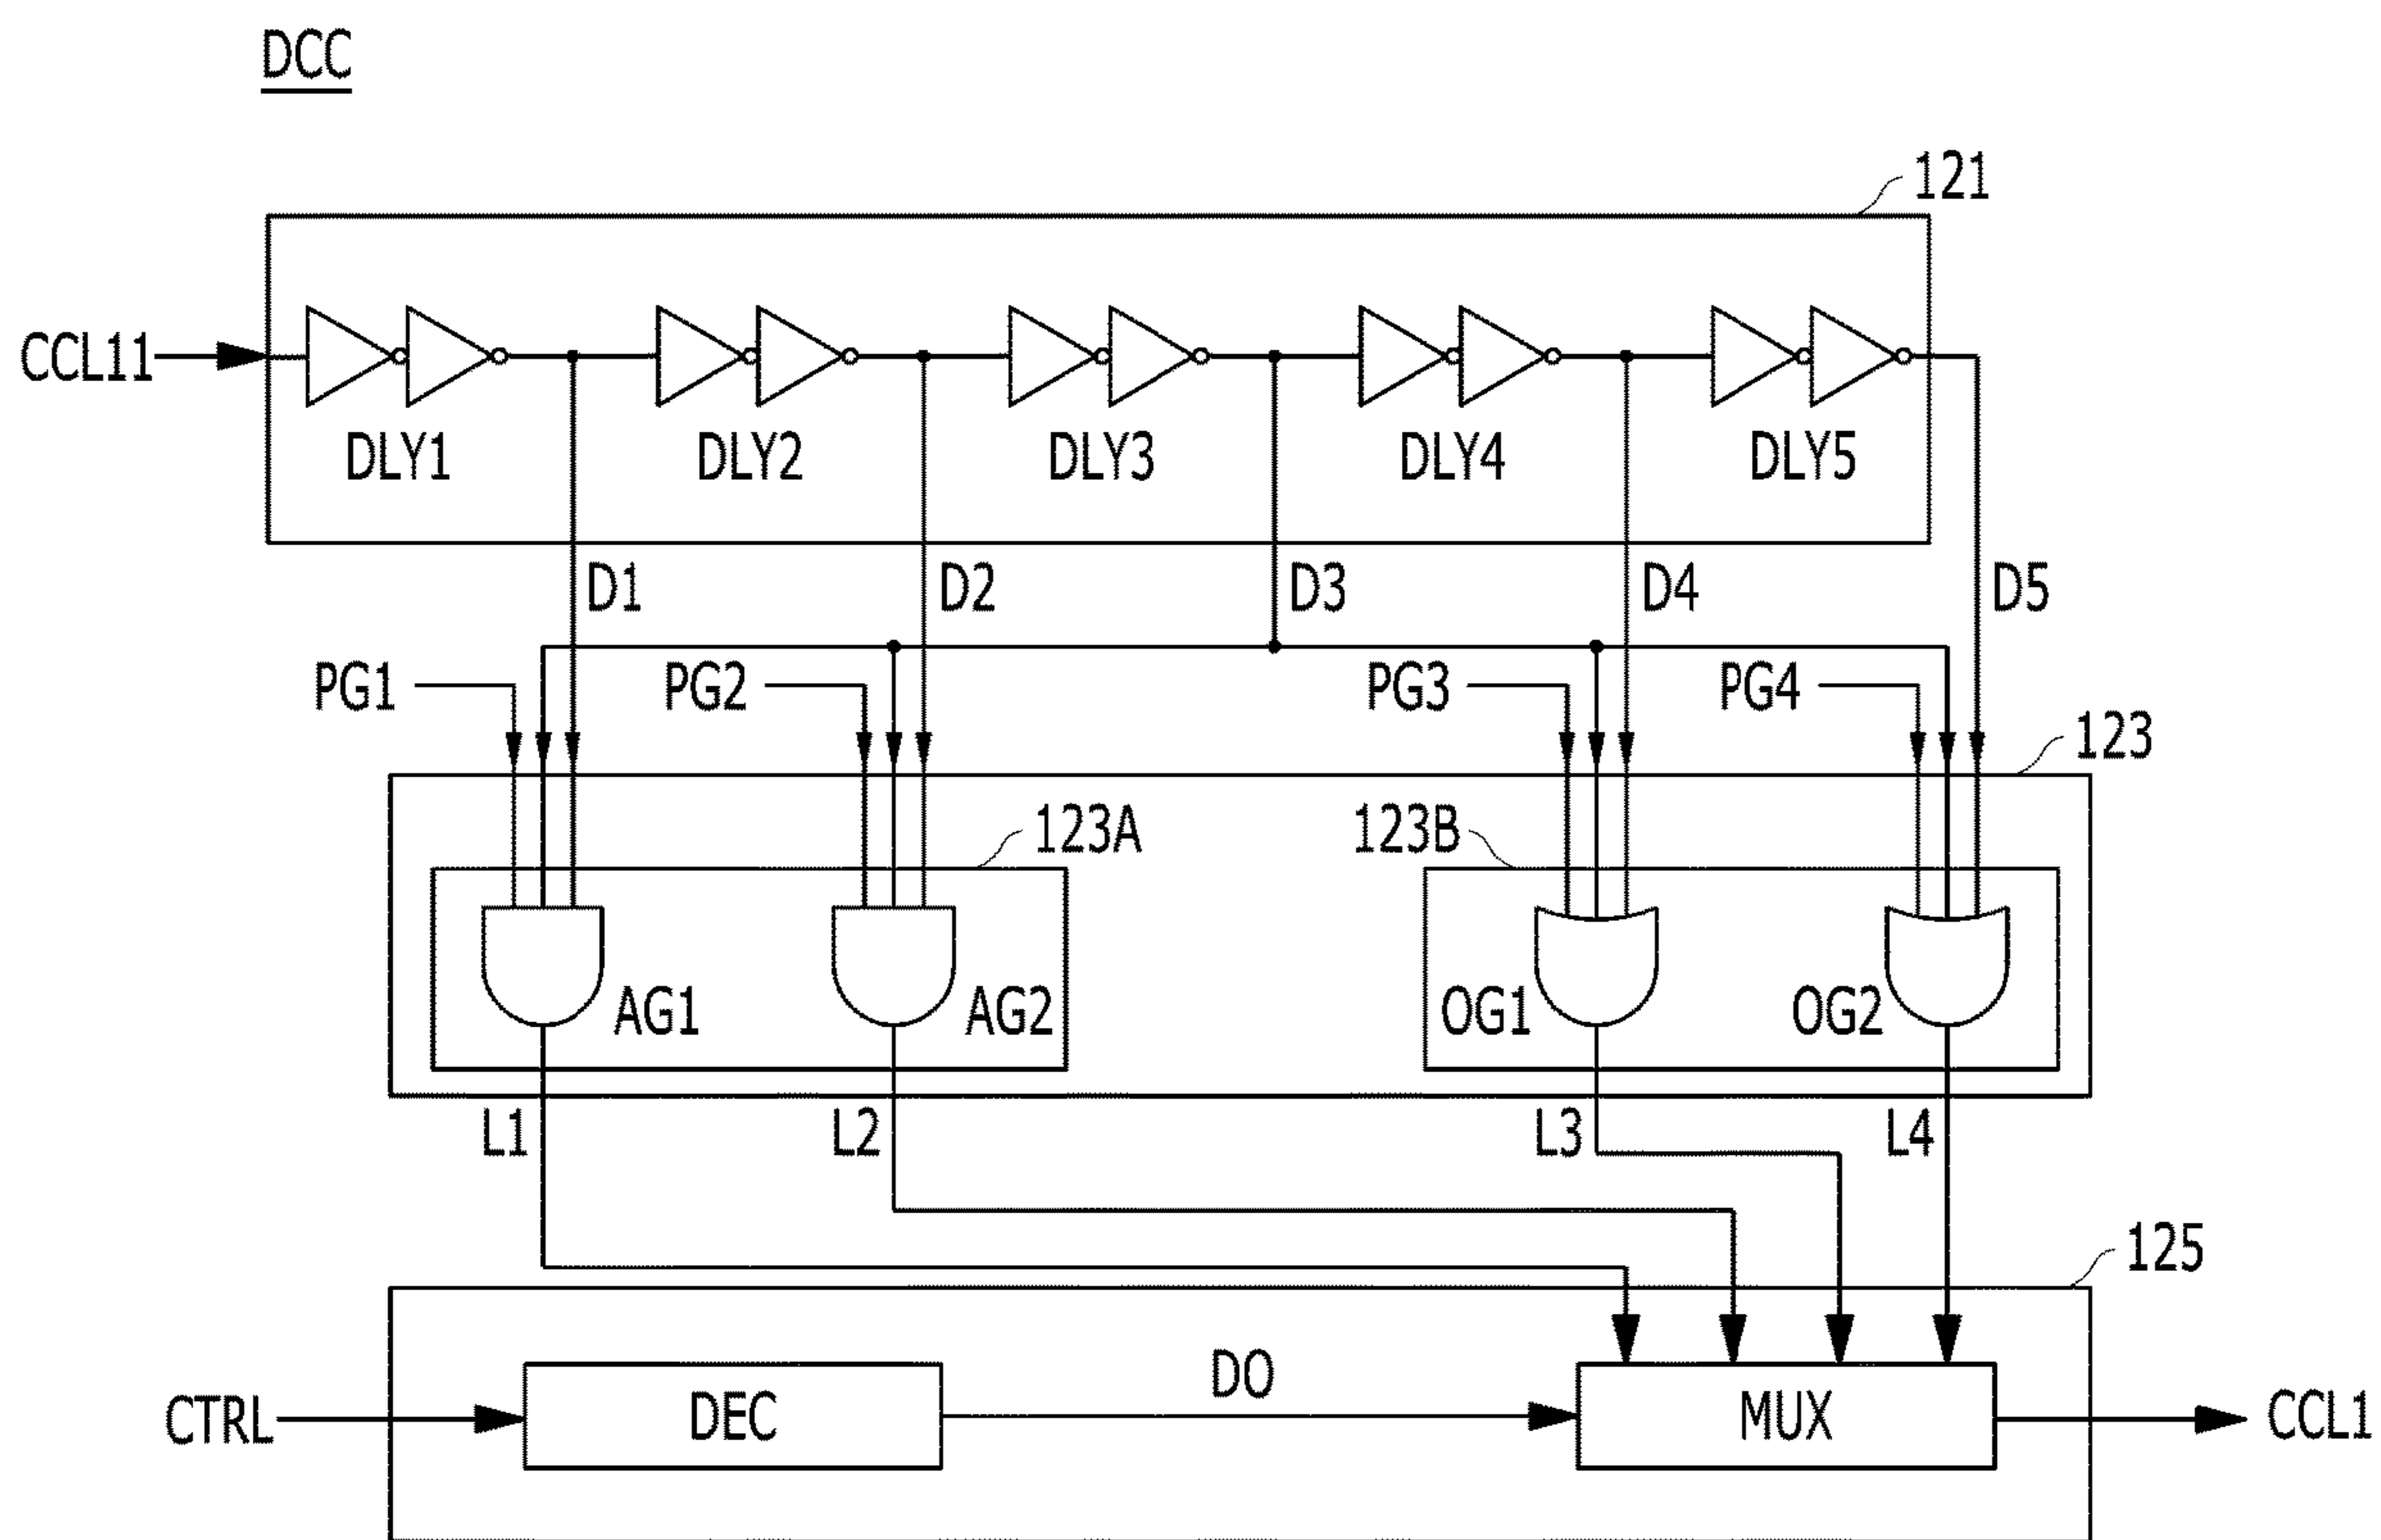 DCC
121
CCL11
DLY1 DLY2 DLY3 DLY4 DLY5
D1 D2 D3 D4 D5
PG1 PG2 PG3 PG4
123
123A 123B
AG1 AG2 OG1 OG2
L1 L2 L3 L4
125
DO
CTRL DEC MUX CCL1